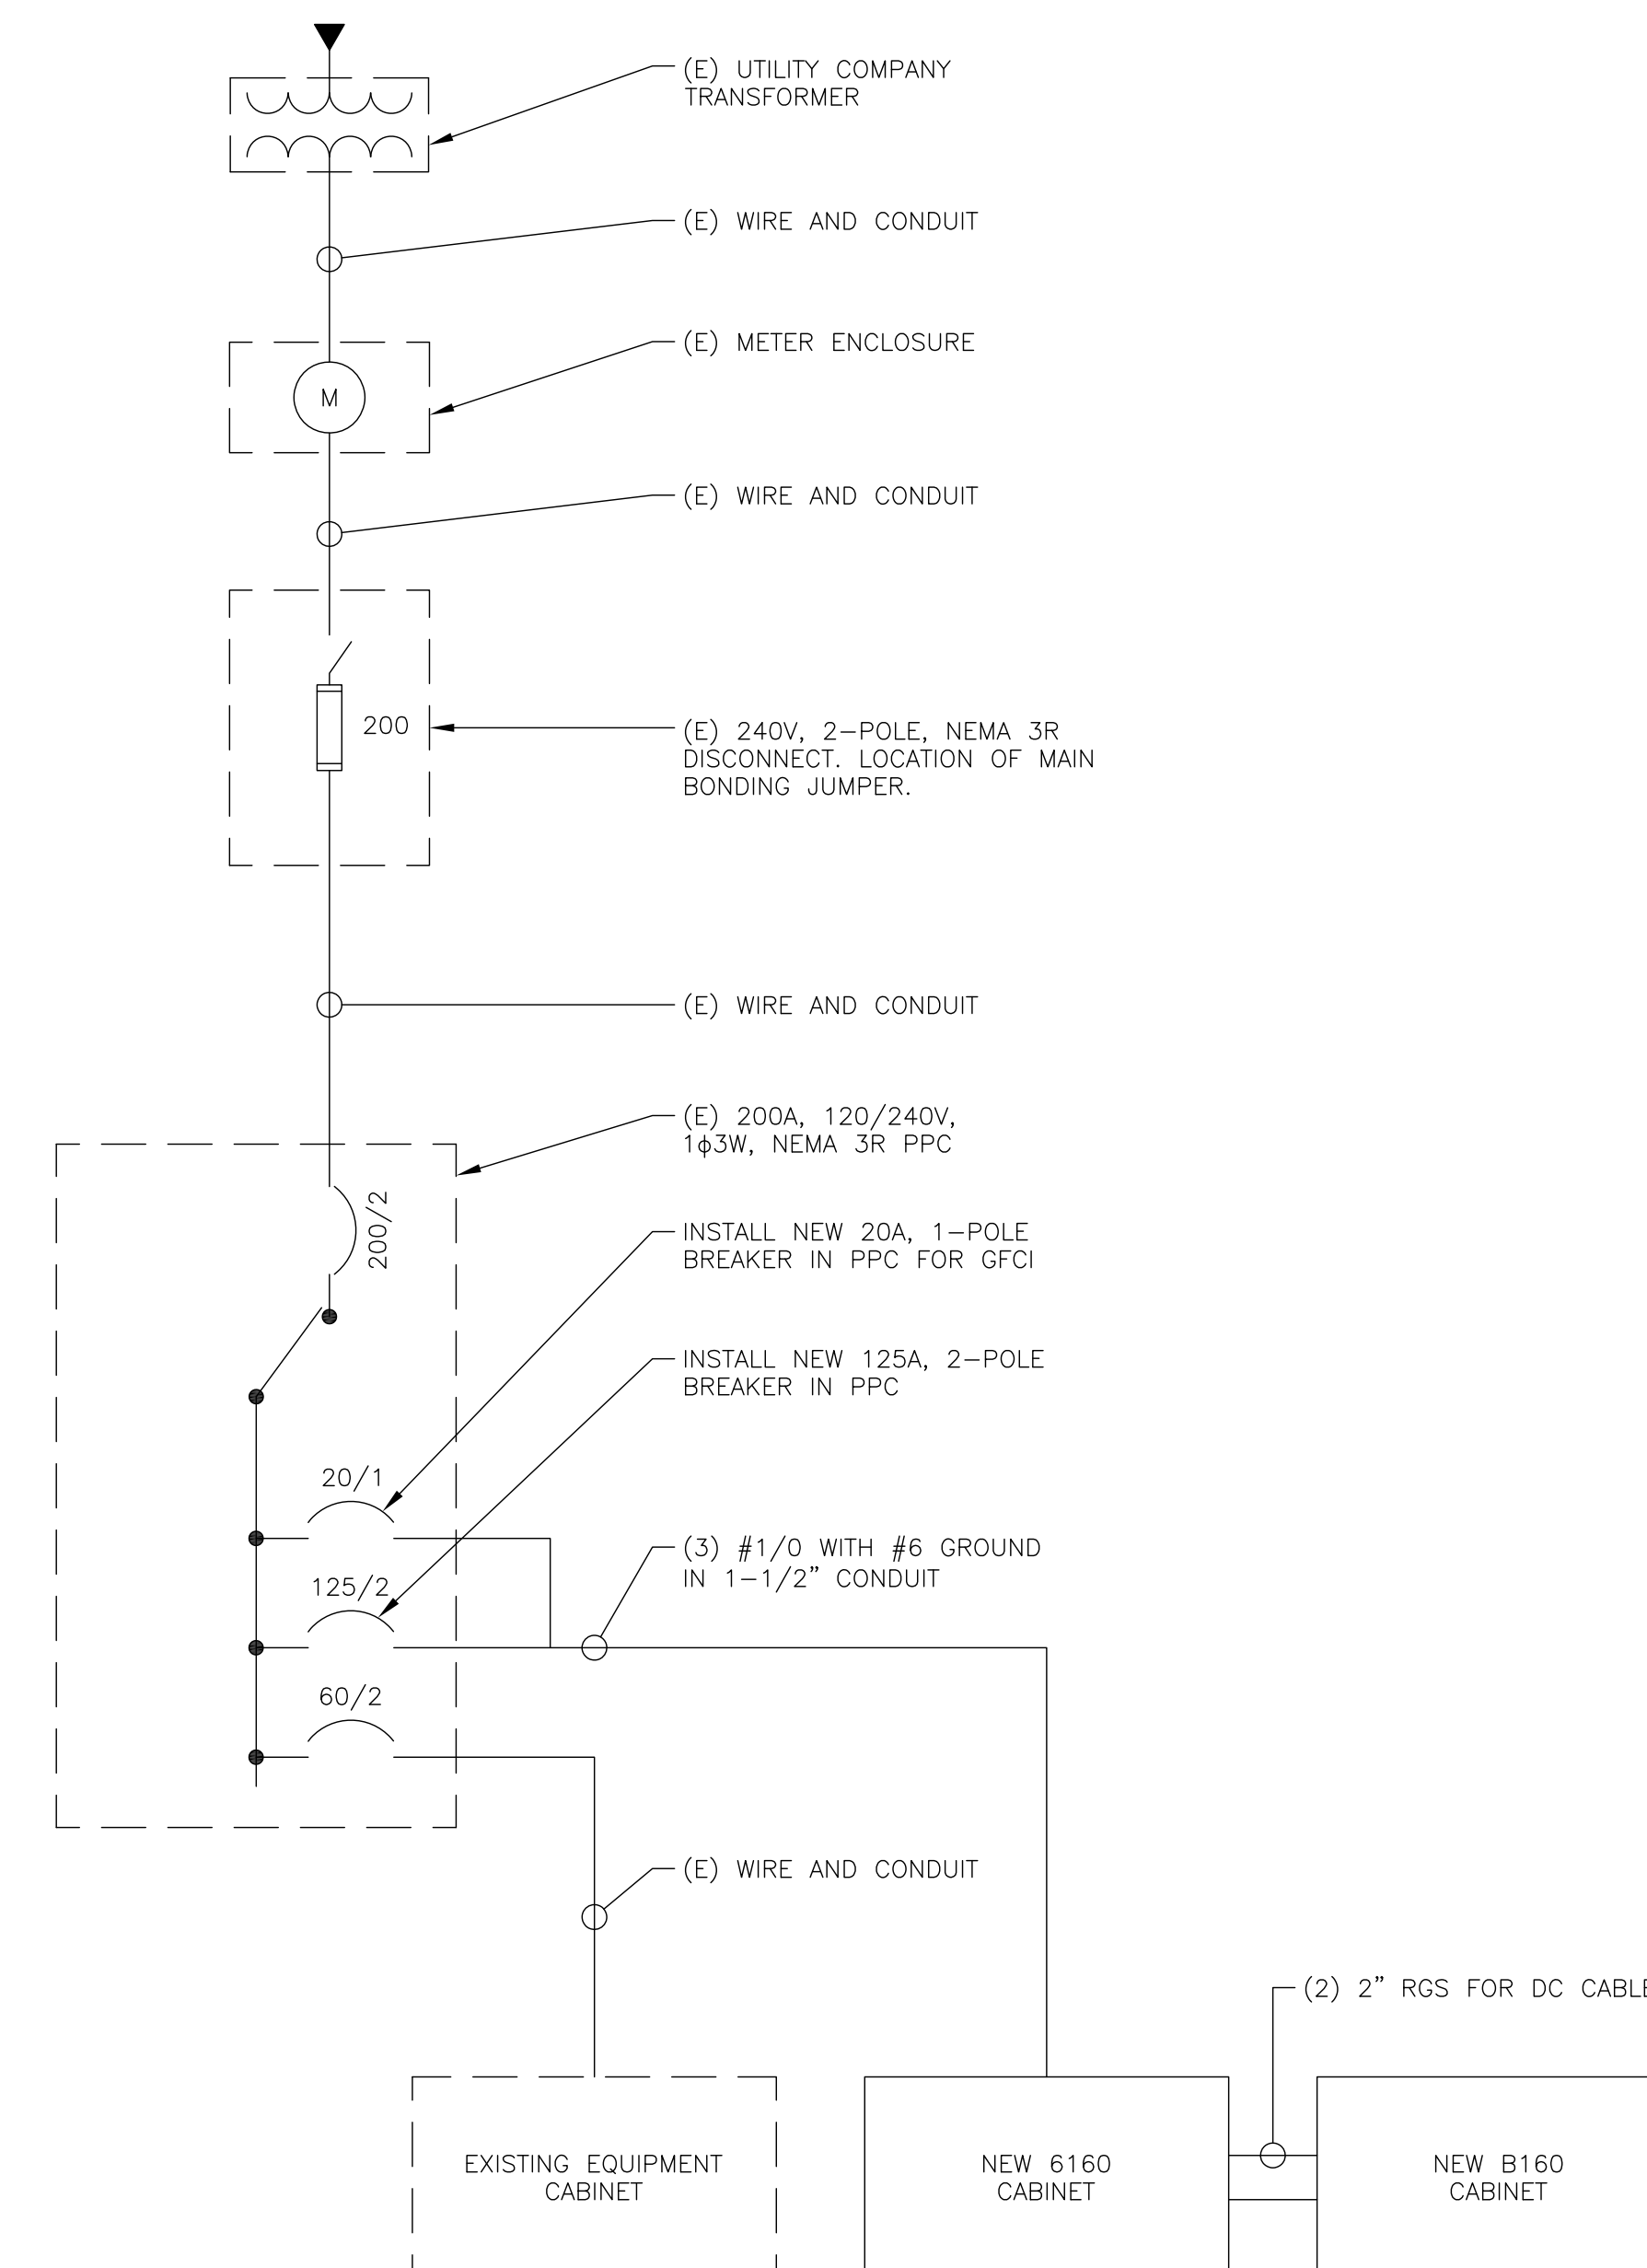 (E) UTILITY COMPANY
TRANSFORMER
(E) WIRE AND CONDUIT
(E) METER ENCLOSURE
M
(E) WIRE AND CONDUIT
200
(E) 240V, 2-POLE, NEMA 3R
DISCONNECT. LOCATION OF MAIN
BONDING JUMPER.
(E) WIRE AND CONDUIT
(E) 200A, 120/240V,
1ϕ3W, NEMA 3R PPC
200/2
INSTALL NEW 20A, 1-POLE
BREAKER IN PPC FOR GFCI
INSTALL NEW 125A, 2-POLE
BREAKER IN PPC
20/1
(3) #1/0 WITH #6 GROUND
IN 1-1/2" CONDUIT
125/2
60/2
(E) WIRE AND CONDUIT
(2) 2" RGS FOR DC CABLE
EXISTING EQUIPMENT
CABINET
NEW 6160
CABINET
NEW B160
CABINET